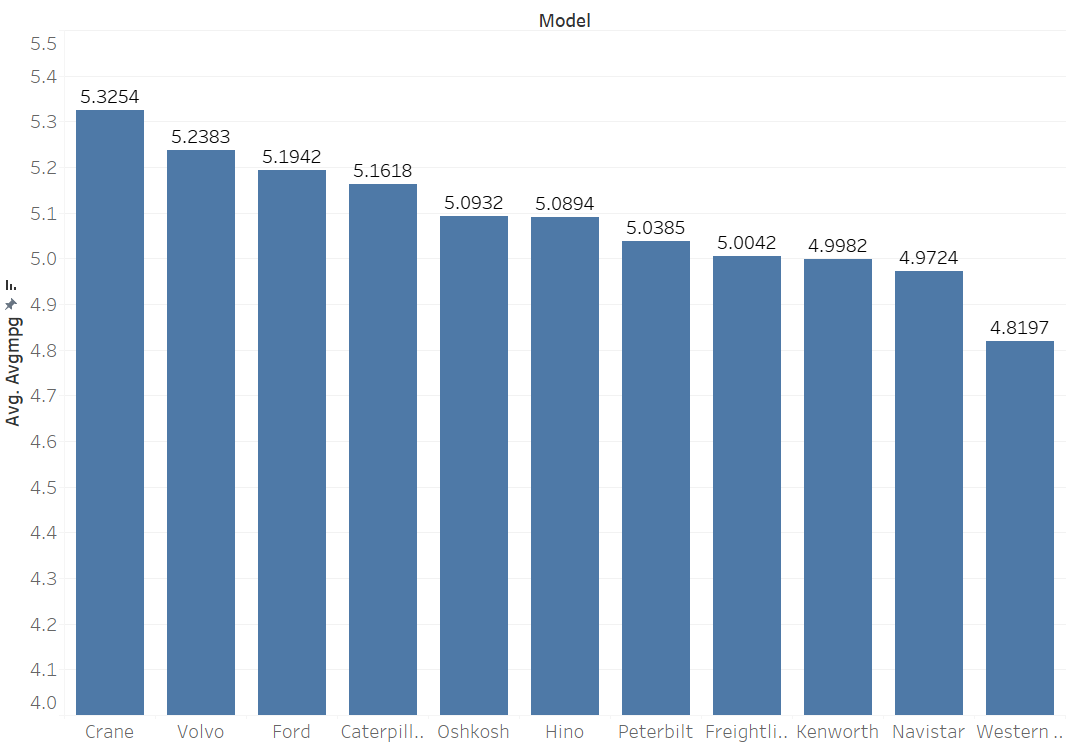 Model
Avg. Avgmpg
5.5
5.4
5.3
5.2
5.1
5.0
4.9
4.8
4.7
4.6
4.5
4.4
4.3
4.2
4.1
4.0
5.3254
5.2383
5.1942
5.1618
5.0932
5.0894
5.0385
5.0042
4.9982
4.9724
4.8197
Crane
Volvo
Ford
Caterpill..
Oshkosh
Hino
Peterbilt
Freightli..
Kenworth
Navistar
Western ..